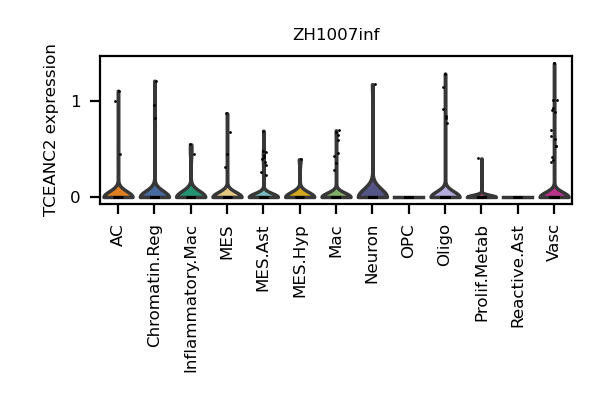 ZH1007inf
TCEANC2 expression
1
0
AC
Chromatin.Reg
Inflammatory.Mac
MES
MES.Ast
MES.Hyp
Mac
Neuron
OPC
Oligo
Prolif.Metab
Reactive.Ast
Vasc